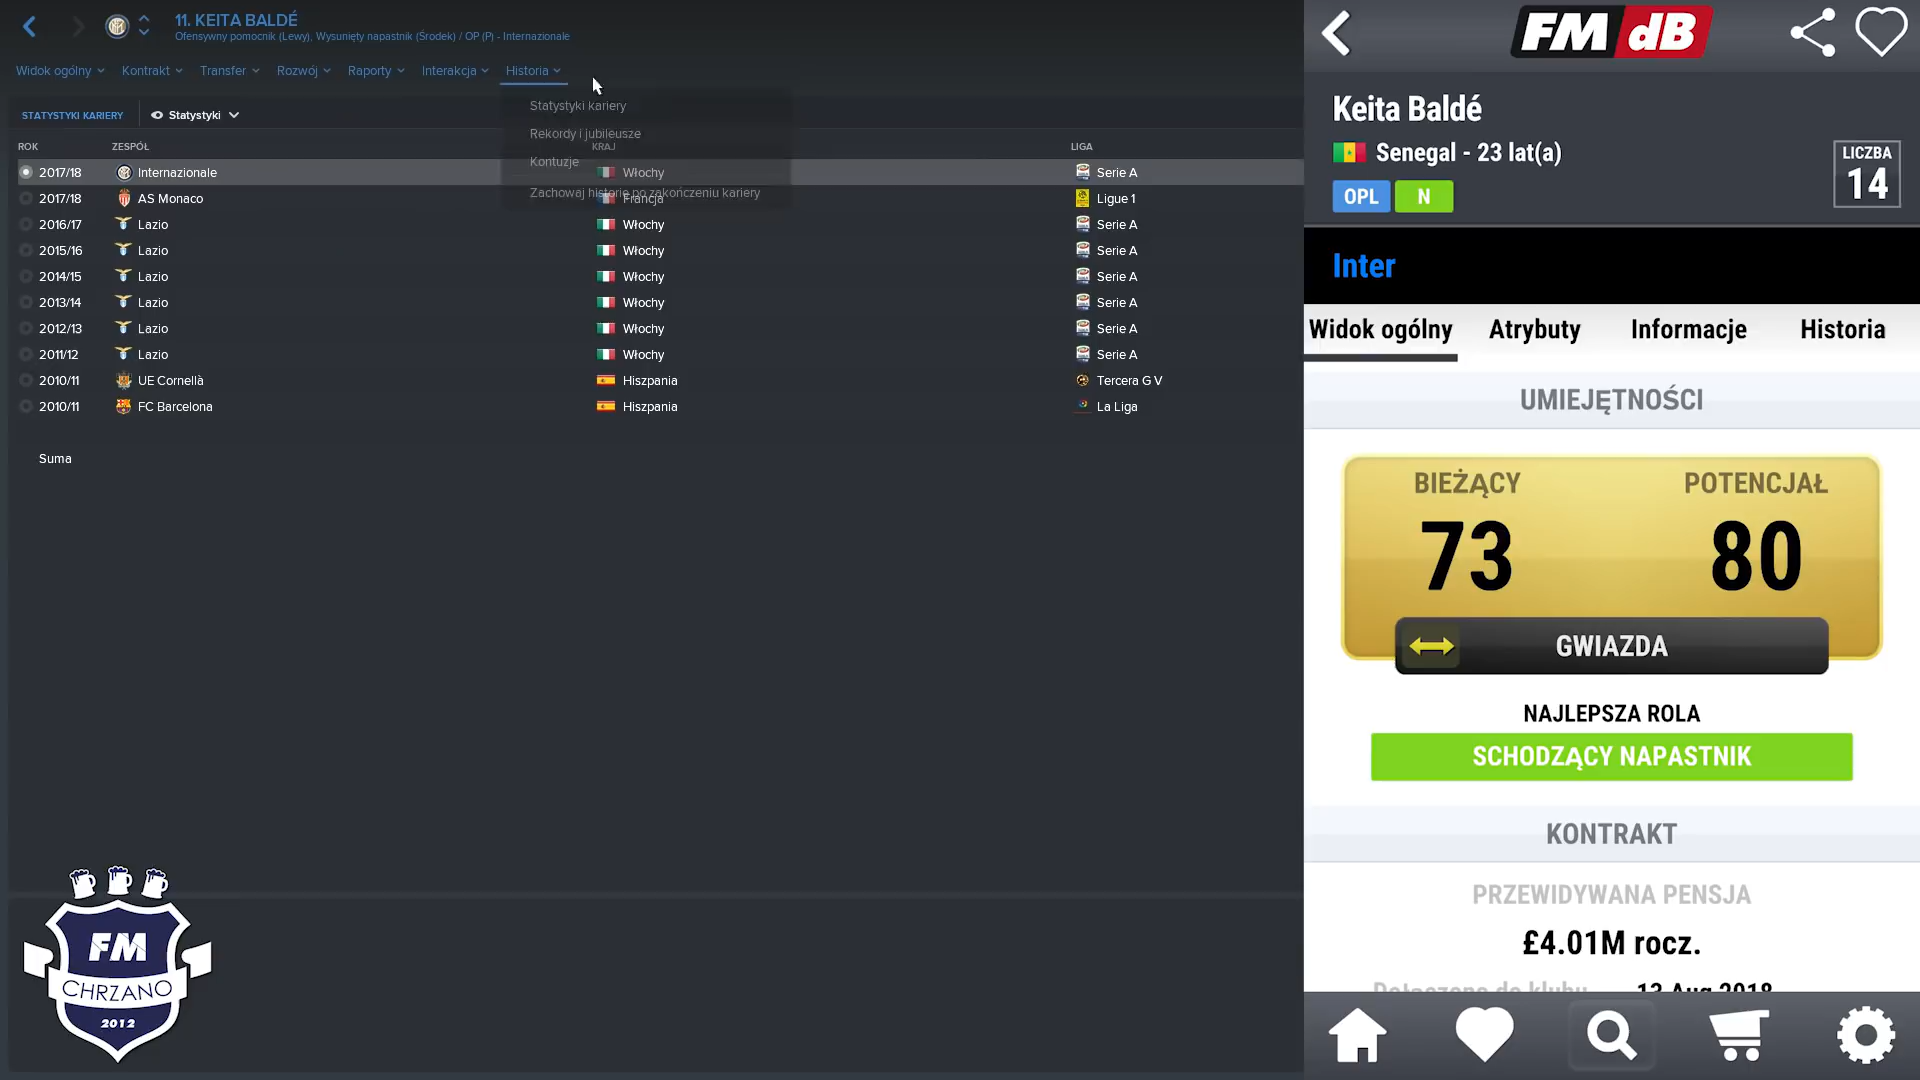 11. KEITA BALDÉ
Ofensywny pomocnik (Lewy), Wysunięty napastnik (Środek) / OP (P) - Internazionale
Widok ogólny Kontrakt Transfer Rozwój Raporty Interakcja Historia
Statystyki kariery
Rekordy i jubileusze
Kontuzje
Zachowaj historię po zakończeniu kariery
STATYSTYKI KARIERY Statystyki
ROK ZESPÓŁ KRAJ LIGA
2017/18 Internazionale Włochy Serie A
2017/18 AS Monaco Francja Ligue 1
2016/17 Lazio Włochy Serie A
2015/16 Lazio Włochy Serie A
2014/15 Lazio Włochy Serie A
2013/14 Lazio Włochy Serie A
2012/13 Lazio Włochy Serie A
2011/12 Lazio Włochy Serie A
2010/11 UE Cornellà Hiszpania Tercera G V
2010/11 FC Barcelona Hiszpania La Liga
Suma
FM
CHRZANO
2012
FM dB
Keita Baldé
Senegal - 23 lat(a)
OPL N
LICZBA
14
Inter
Widok ogólny Atrybuty Informacje Historia
UMIEJĘTNOŚCI
BIEŻĄCY POTENCJAŁ
73 80
GWIAZDA
NAJLEPSZA ROLA
SCHODZĄCY NAPASTNIK
KONTRAKT
PRZEWIDYWANA PENSJA
£4.01M rocz.
13 Aug 2018